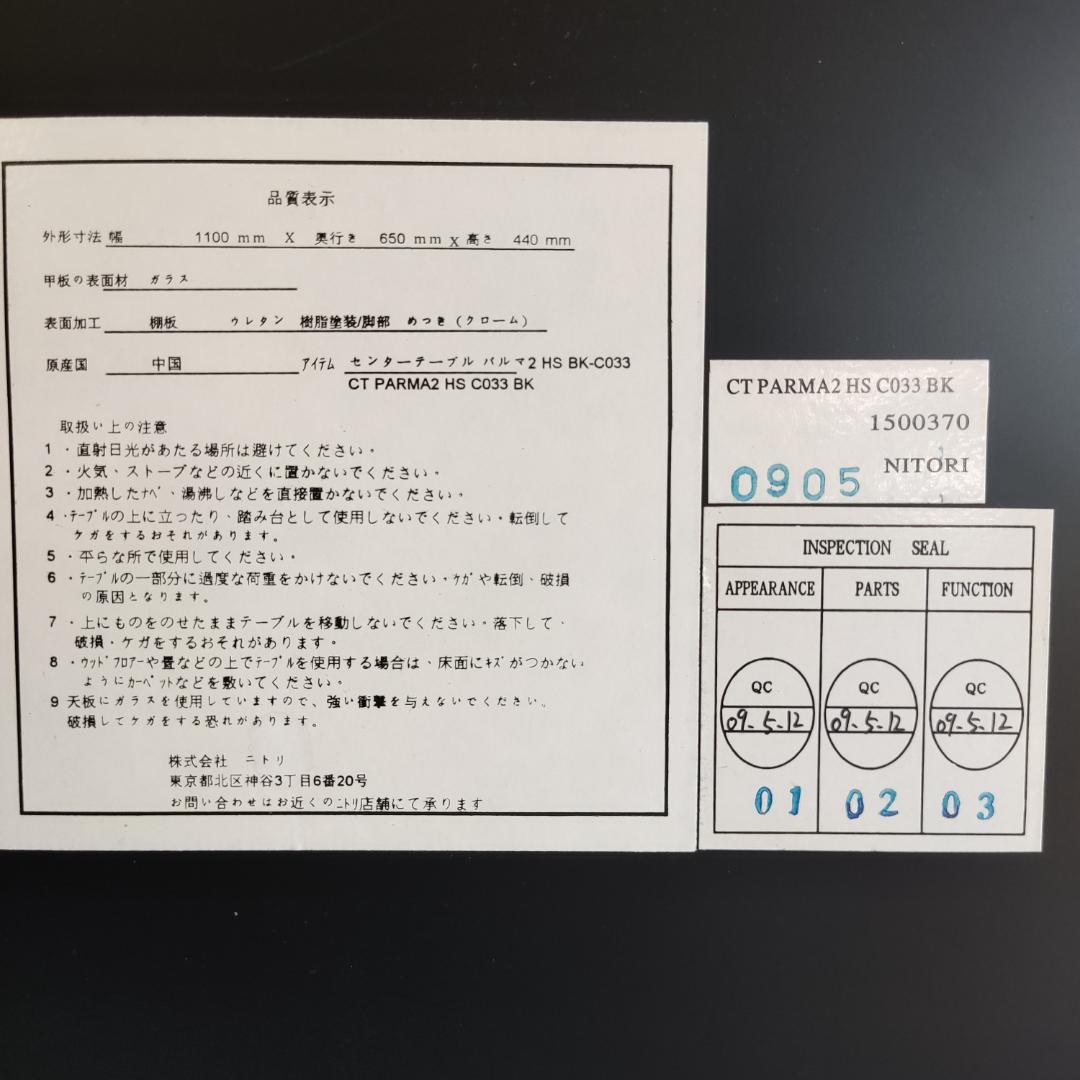 品質表示
外形寸法 幅 1100 mm X 奥行き 650 mm X 高さ 440 mm
甲板の表面材 ガラス
表面加工 棚板 ウレタン 樹脂塗装/脚部 めつき(クローム)
原産国 中国 アイテム センターテーブル パルマ2 HS BK-C033
CT PARMA2 HS C033 BK
取扱い上の注意
1・直射日光があたる場所は避けてください。
2・火気、ストーブなどの近くに置かないでください。
3・加熱したナベ、湯沸しなどを直接置かないでください。
4・テーブルの上に立ったり、踏み台として使用しないでください・転倒して
ケガをするおそれがあります。
5・平らな所で使用してください・
6・テーブルの一部分に過度な荷重をかけないでください・ケガや転倒、破損
の原因となります。
7・上にものをのせたままテーブルを移動しないでください・落下して、
破損・ケガをするおそれがあります。
8・ウッドフロアーや畳などの上でテーブルを使用する場合は、床面にキズがつかない
ようにカーペットなどを敷いてください。
9 天板にガラスを使用していますので、強い衝撃を与えないでください。
破損してケガをする恐れがあります。
株式会社 ニトリ
東京都北区神谷3丁目6番20号
お問い合わせはお近くのニトリ店舗にて承ります
CT PARMA2 HS C033 BK
1500370
0905 NITORI
INSPECTION SEAL
APPEARANCE PARTS FUNCTION
QC QC QC
09-5-12 09-5-12 09-5-12
01 02 03